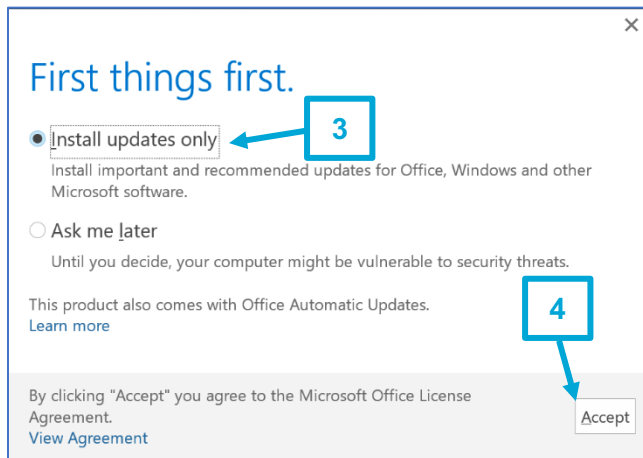 First things first.
3
Install updates only
Install important and recommended updates for Office, Windows and other
Microsoft software.
Ask me later
Until you decide, your computer might be vulnerable to security threats.
This product also comes with Office Automatic Updates.
Learn more
4
By clicking "Accept" you agree to the Microsoft Office License
Agreement.
View Agreement
Accept